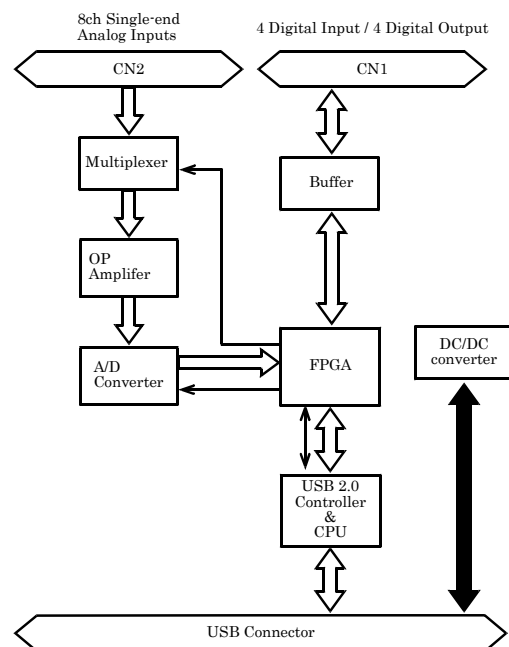 8ch Single-end
Analog Inputs
4 Digital Input / 4 Digital Output
CN2
CN1
Multiplexer
Buffer
OP
Amplifer
A/D
Converter
FPGA
DC/DC
converter
USB 2.0
Controller
&
CPU
USB Connector